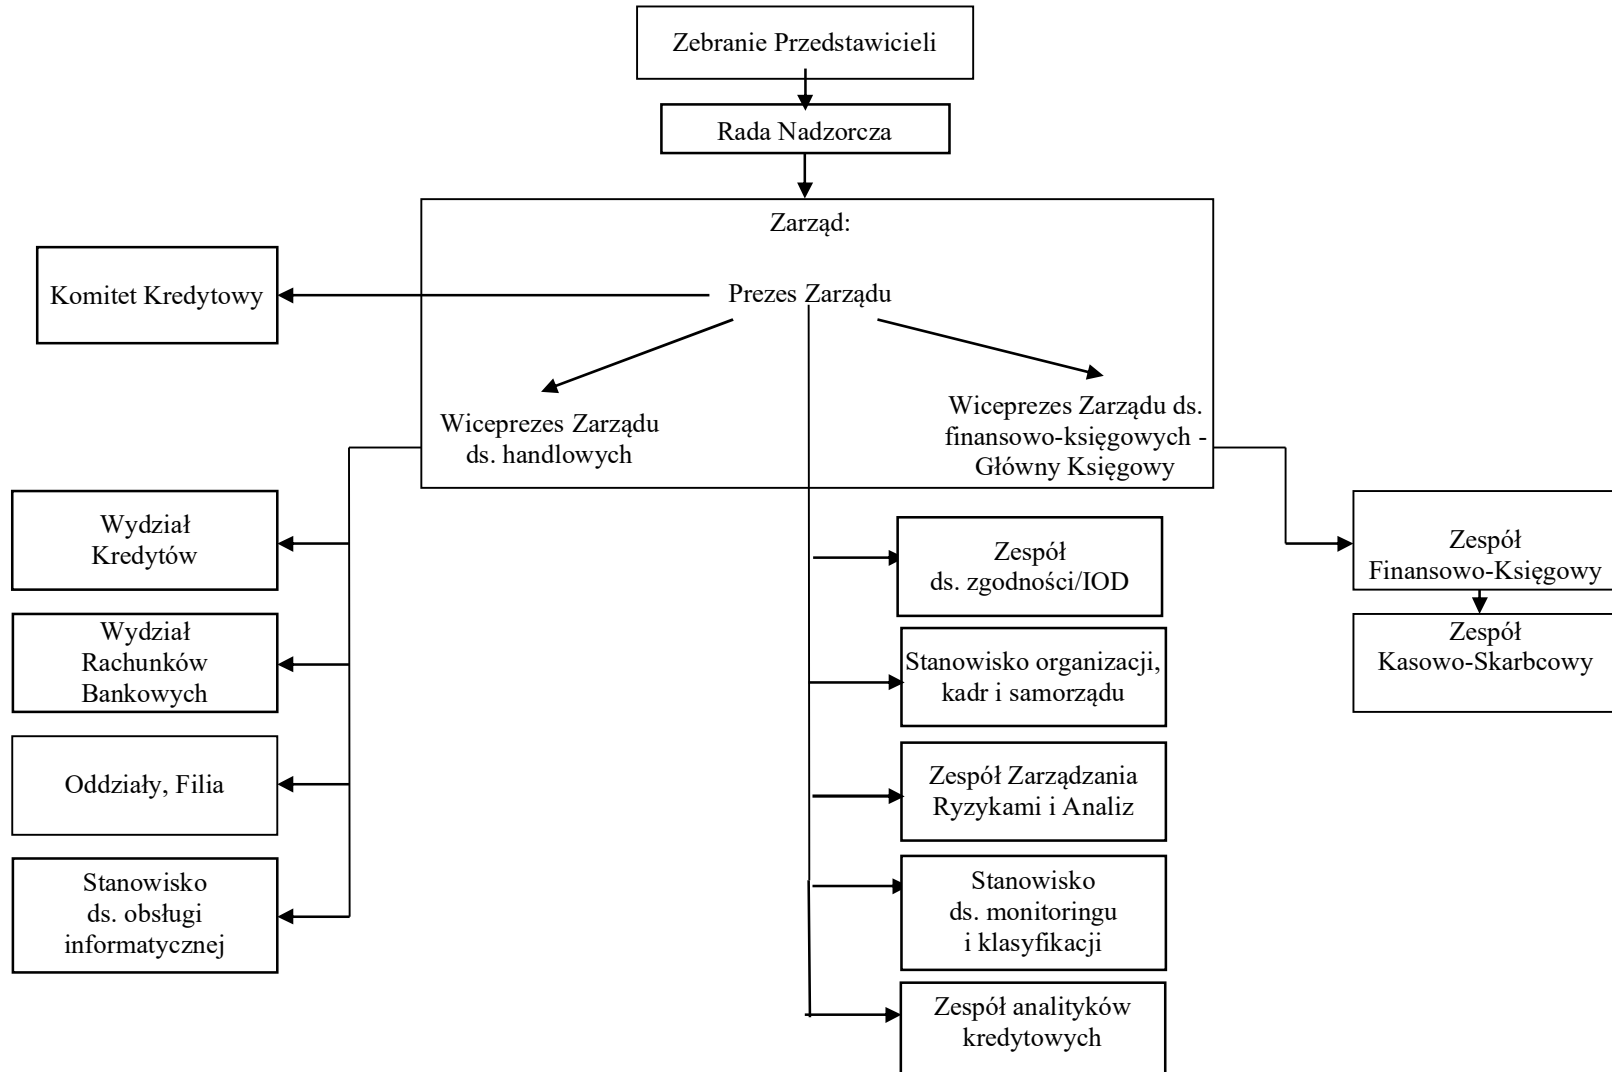 Zebranie Przedstawicieli
Rada Nadzorcza
Zarząd:
Komitet Kredytowy
Prezes Zarządu
Wiceprezes Zarządu
ds. handlowych
Wiceprezes Zarządu ds.
finansowo-księgowych -
Główny Księgowy
Wydział
Kredytów
Wydział
Rachunków
Bankowych
Oddziały, Filia
Stanowisko
ds. obsługi
informatycznej
Zespół
ds. zgodności/IOD
Stanowisko organizacji,
kadr i samorządu
Zespół Zarządzania
Ryzykami i Analiz
Stanowisko
ds. monitoringu
i klasyfikacji
Zespół analityków
kredytowych
Zespół
Finansowo-Księgowy
Zespół
Kasowo-Skarbcowy